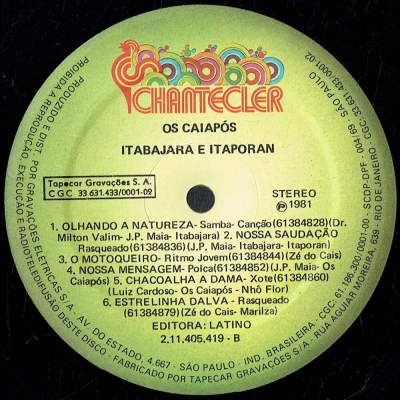 CHANTECLER
OS CAIAPÓS
ITABAJARA E ITAPORAN
Tapecar Gravações S. A.
C G C 33.631.433/0001-02
STEREO
Ⓟ1981
1. OLHANDO A NATUREZA- Samba- Canção(61384828)(Dr.
Milton Valim- J.P. Maia- Itabajara) 2. NOSSA SAUDAÇÃO
Rasqueado(61384836)(J.P. Maia- Itabajara- Itaporan)
3. O MOTOQUEIRO- Ritmo Jovem(61384844)(Zé do Cais)
4. NOSSA MENSAGEM- Polca(61384852)(J.P. Maia- Os
Caiapós) 5. CHACOALHA A DAMA- Xote(61384860)
(Luiz Cardoso- Os Caiapós - Nhô Flor)
6. ESTRELINHA DALVA - Rasqueado
(61384879)(Zé do Cais- Marilza)
EDITORA: LATINO
2,11,405,419 - B
PRODUZIDO E DIST. POR GRAVAÇÕES ELÉTRICAS S/A - AV. DO ESTADO, 4.667 - SÃO PAULO - IND. BRASILEIRA - CGC: 61.186.300/0001-00 - SCDP-DPF - 004/69 - SÃO PAULO
PROIBIDA A REPRODUÇÃO, EXECUÇÃO E RADIOTELEDIFUSÃO DESTE DISCO - FABRICADO POR TAPECAR GRAVAÇÕES S/A - RUA AGUIAR MOREIRA, 639 - RIO DE JANEIRO - CGC: 33.631.433/0001-02